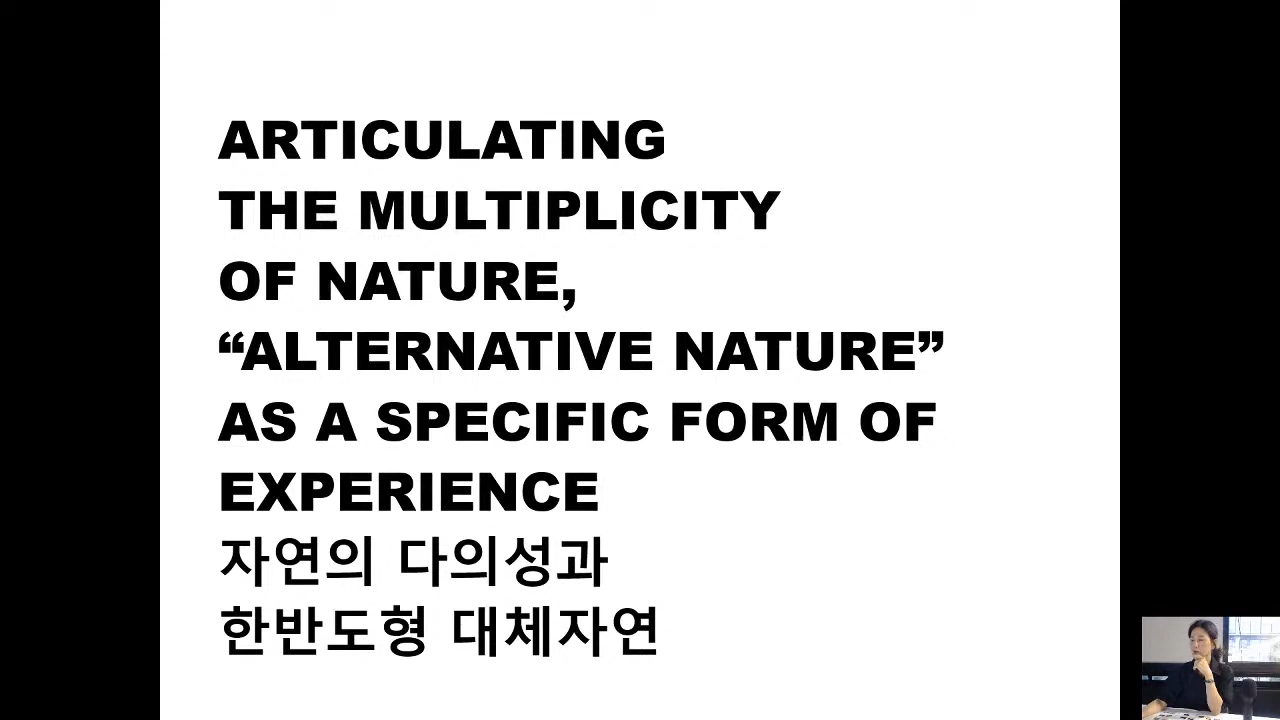 ARTICULATING
THE MULTIPLICITY
OF NATURE,
“ALTERNATIVE NATURE”
AS A SPECIFIC FORM OF
EXPERIENCE
자연의 다의성과
한반도형 대체자연